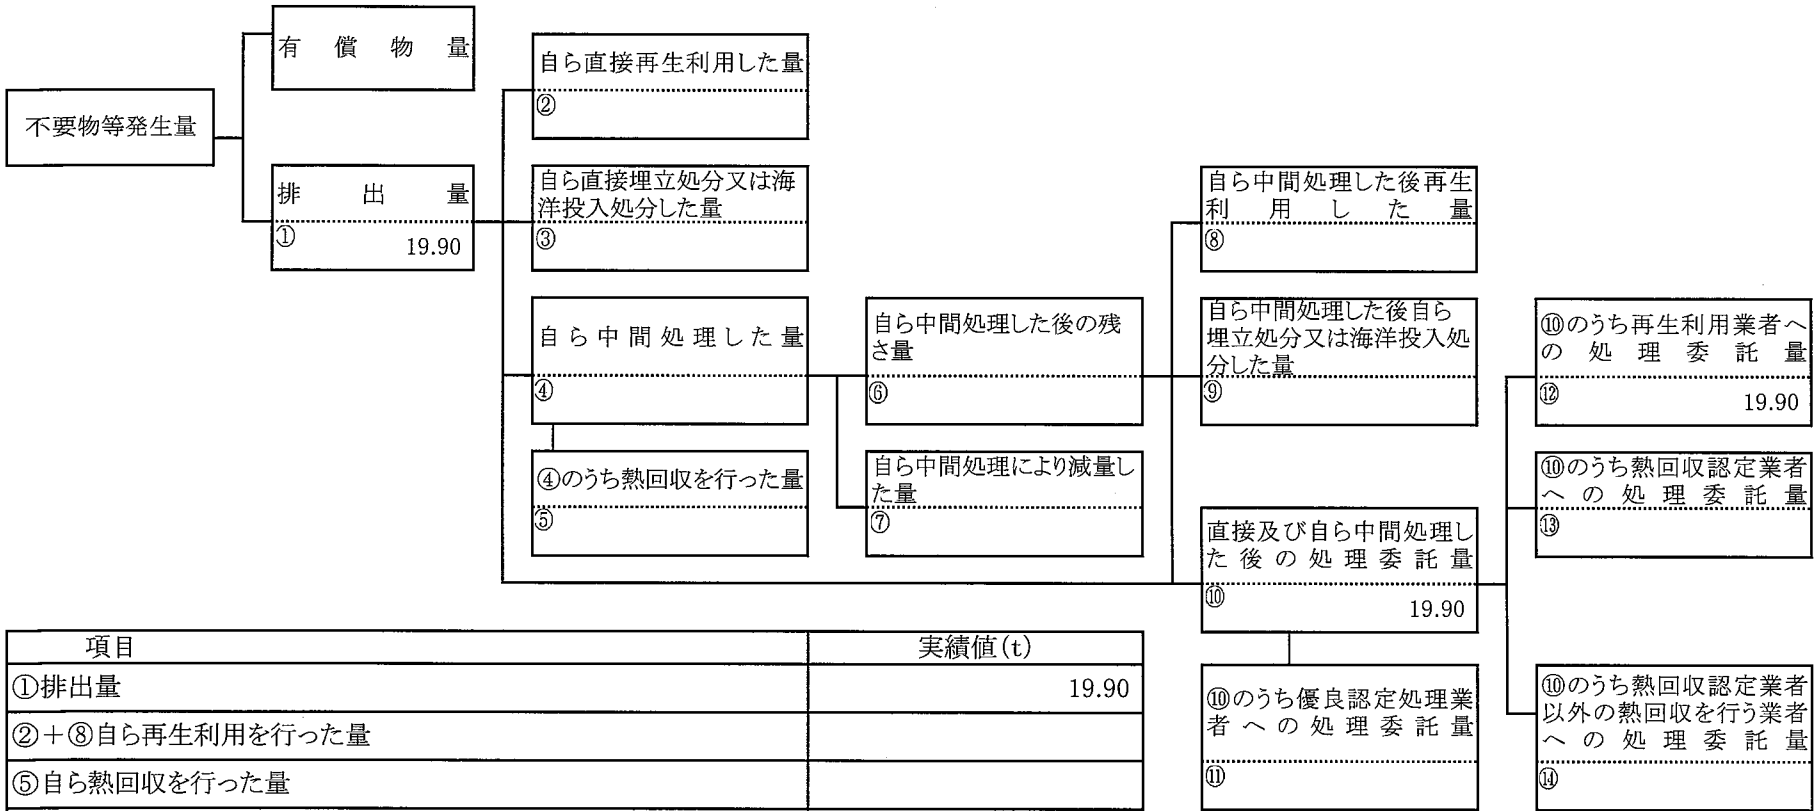 不要物等発生量
有償物量
排出量
①
19.90
自ら直接再生利用した量
②
自ら直接埋立処分又は海
洋投入処分した量
③
自ら中間処理した量
④
④のうち熱回収を行った量
⑤
自ら中間処理した後の残
さ量
⑥
自ら中間処理により減量し
た量
⑦
自ら中間処理した後再生
利用した量
⑧
自ら中間処理した後自ら
埋立処分又は海洋投入処
分した量
⑨
直接及び自ら中間処理し
た後の処理委託量
⑩
19.90
⑩のうち優良認定処理業
者への処理委託量
⑪
⑩のうち再生利用業者へ
の処理委託量
⑫
19.90
⑩のうち熱回収認定業者
への処理委託量
⑬
⑩のうち熱回収認定業者
以外の熱回収を行う業者
への処理委託量
⑭
項目 実績値(t)
①排出量 19.90
②+⑧自ら再生利用を行った量
⑤自ら熱回収を行った量